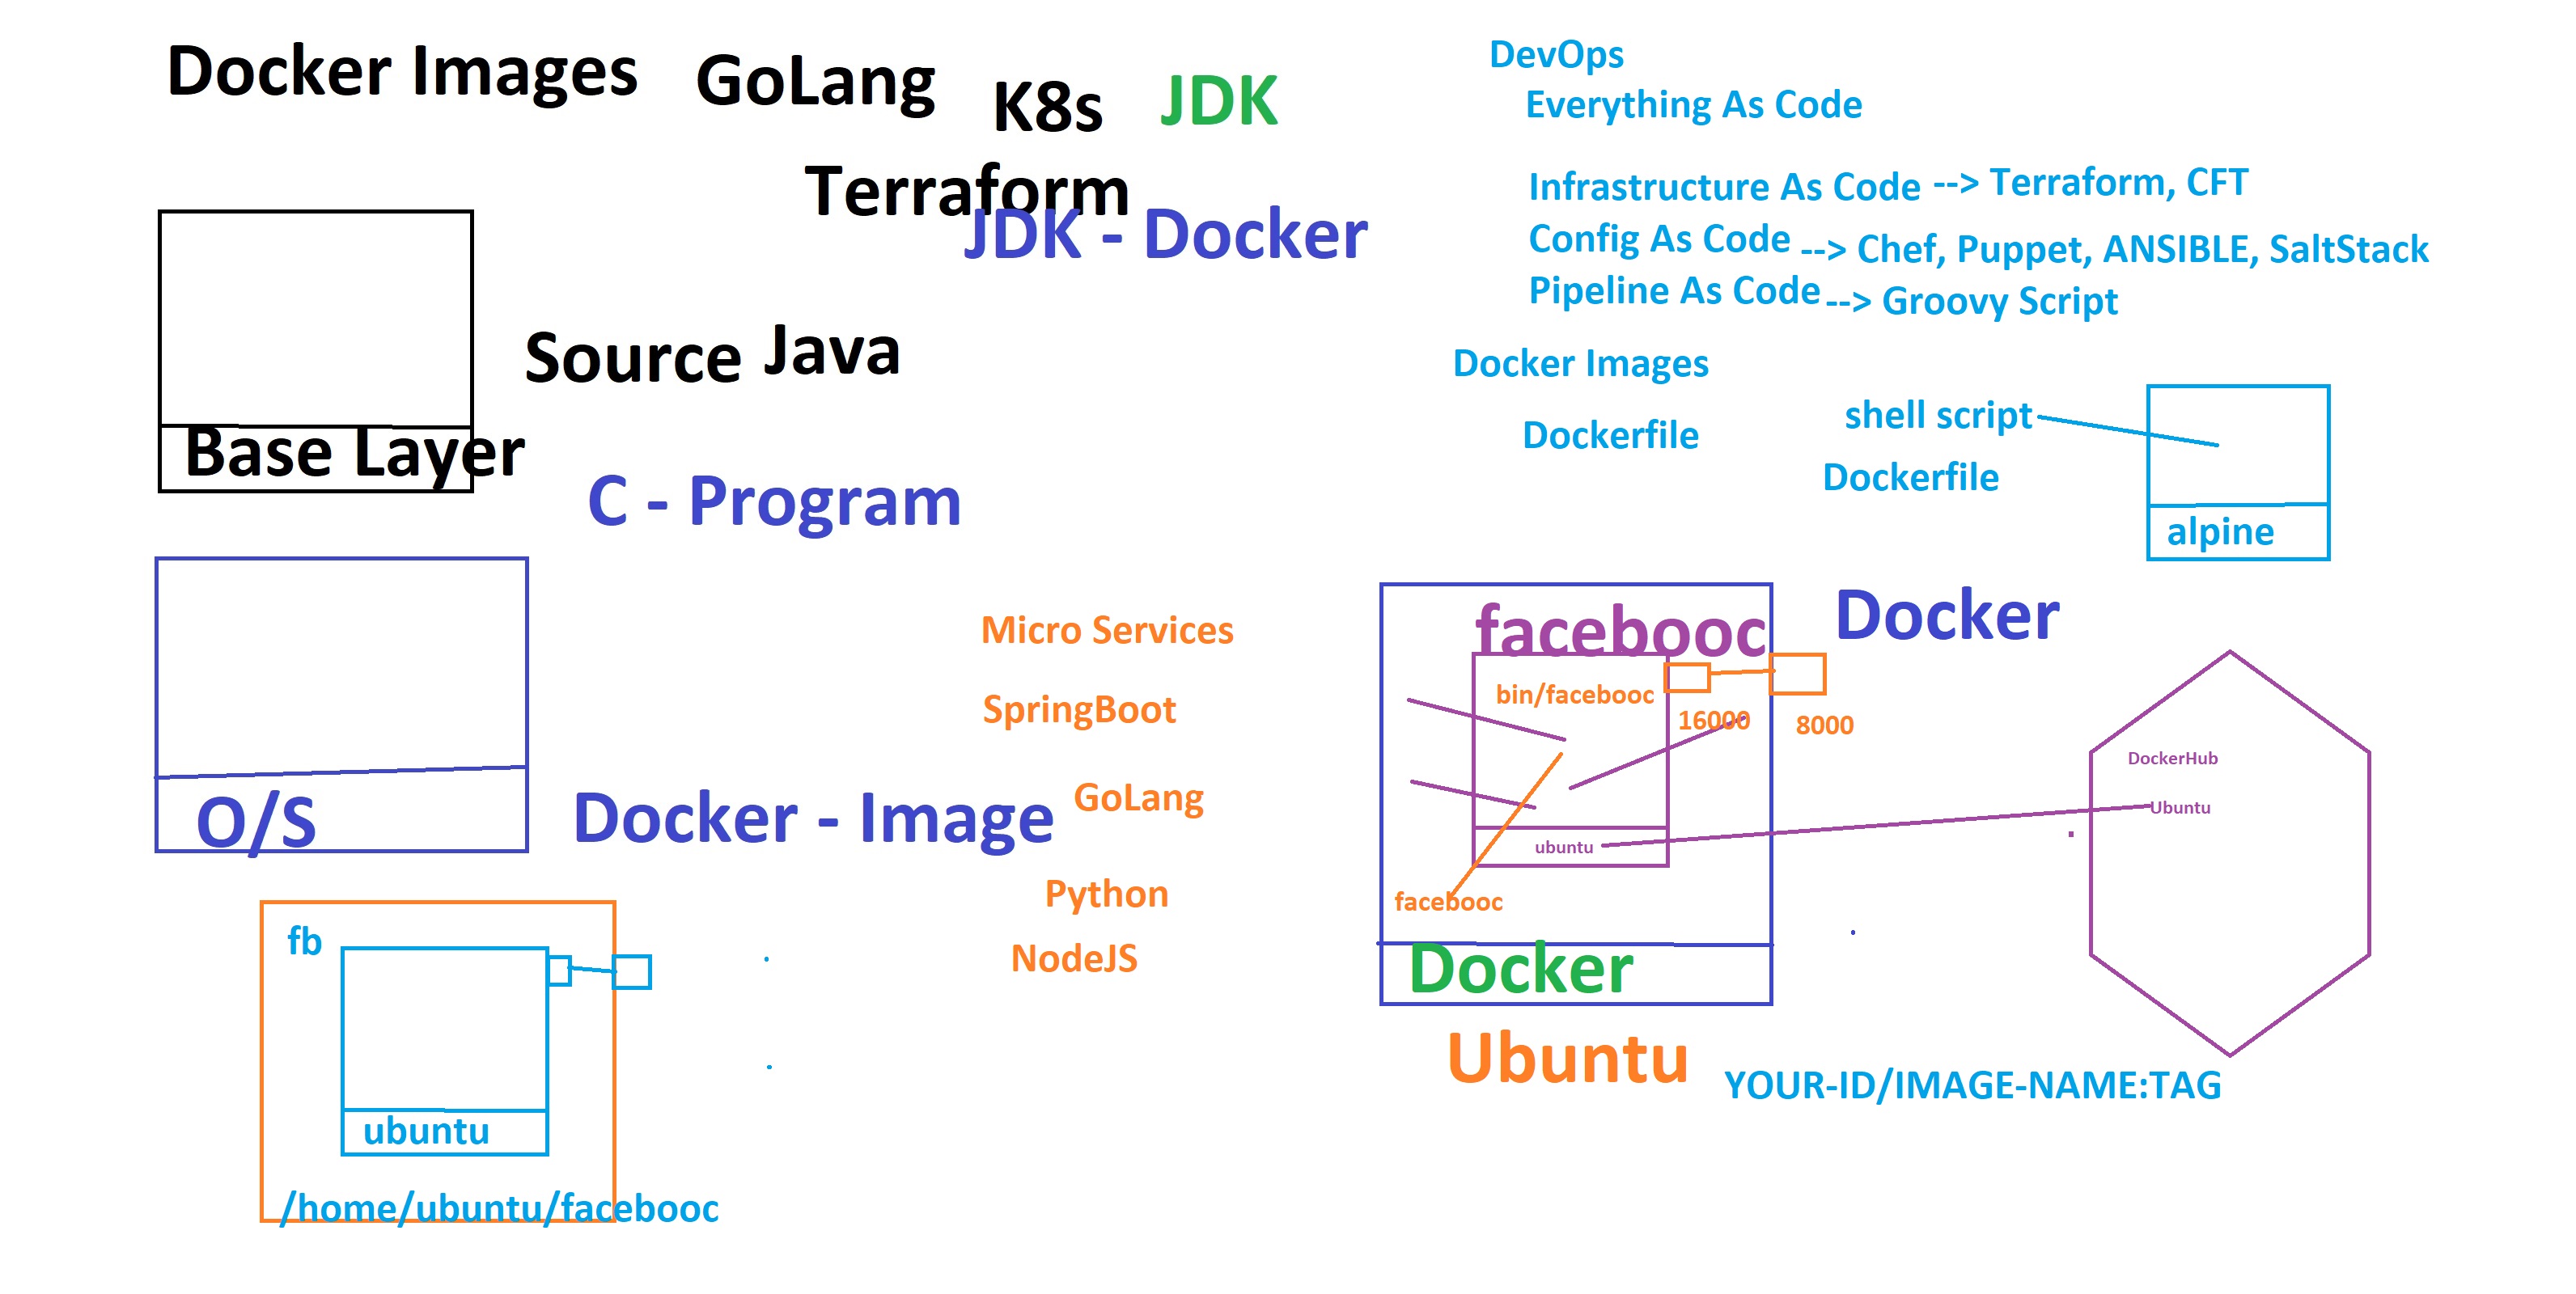 Docker Images
GoLang
K8s
JDK
Terraform
JDK - Docker
Source Java
Base Layer
C - Program
O/S
Docker - Image
fb
ubuntu
/home/ubuntu/facebooc
Micro Services
SpringBoot
GoLang
Python
NodeJS
DevOps
Everything As Code
Infrastructure As Code --> Terraform, CFT
Config As Code --> Chef, Puppet, ANSIBLE, SaltStack
Pipeline As Code --> Groovy Script
Docker Images
Dockerfile
shell script
Dockerfile
alpine
Docker
facebooc
bin/facebooc
16000
8000
ubuntu
facebooc
Docker
Ubuntu
DockerHub
Ubuntu
YOUR-ID/IMAGE-NAME:TAG